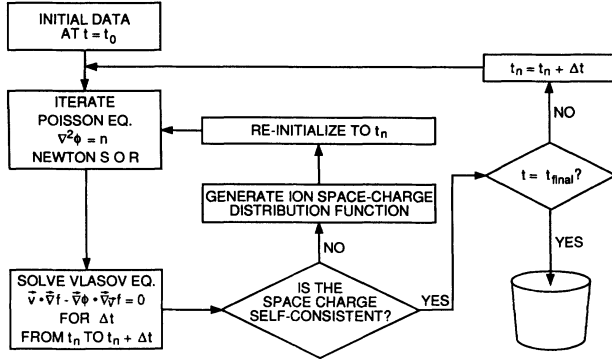 INITIAL DATA
AT t = t₀
tₙ = tₙ + Δt
ITERATE
POISSON EQ.
∇²ϕ = n
NEWTON S O R
RE-INITIALIZE TO tₙ
NO
t = t_final?
GENERATE ION SPACE-CHARGE
DISTRIBUTION FUNCTION
NO
YES
SOLVE VLASOV EQ.
v⃗ • ∇⃗f - ∇⃗ϕ • ∇⃗ᵥ⃗f = 0
FOR Δt
FROM tₙ TO tₙ + Δt
IS THE
SPACE CHARGE
SELF-CONSISTENT?
YES